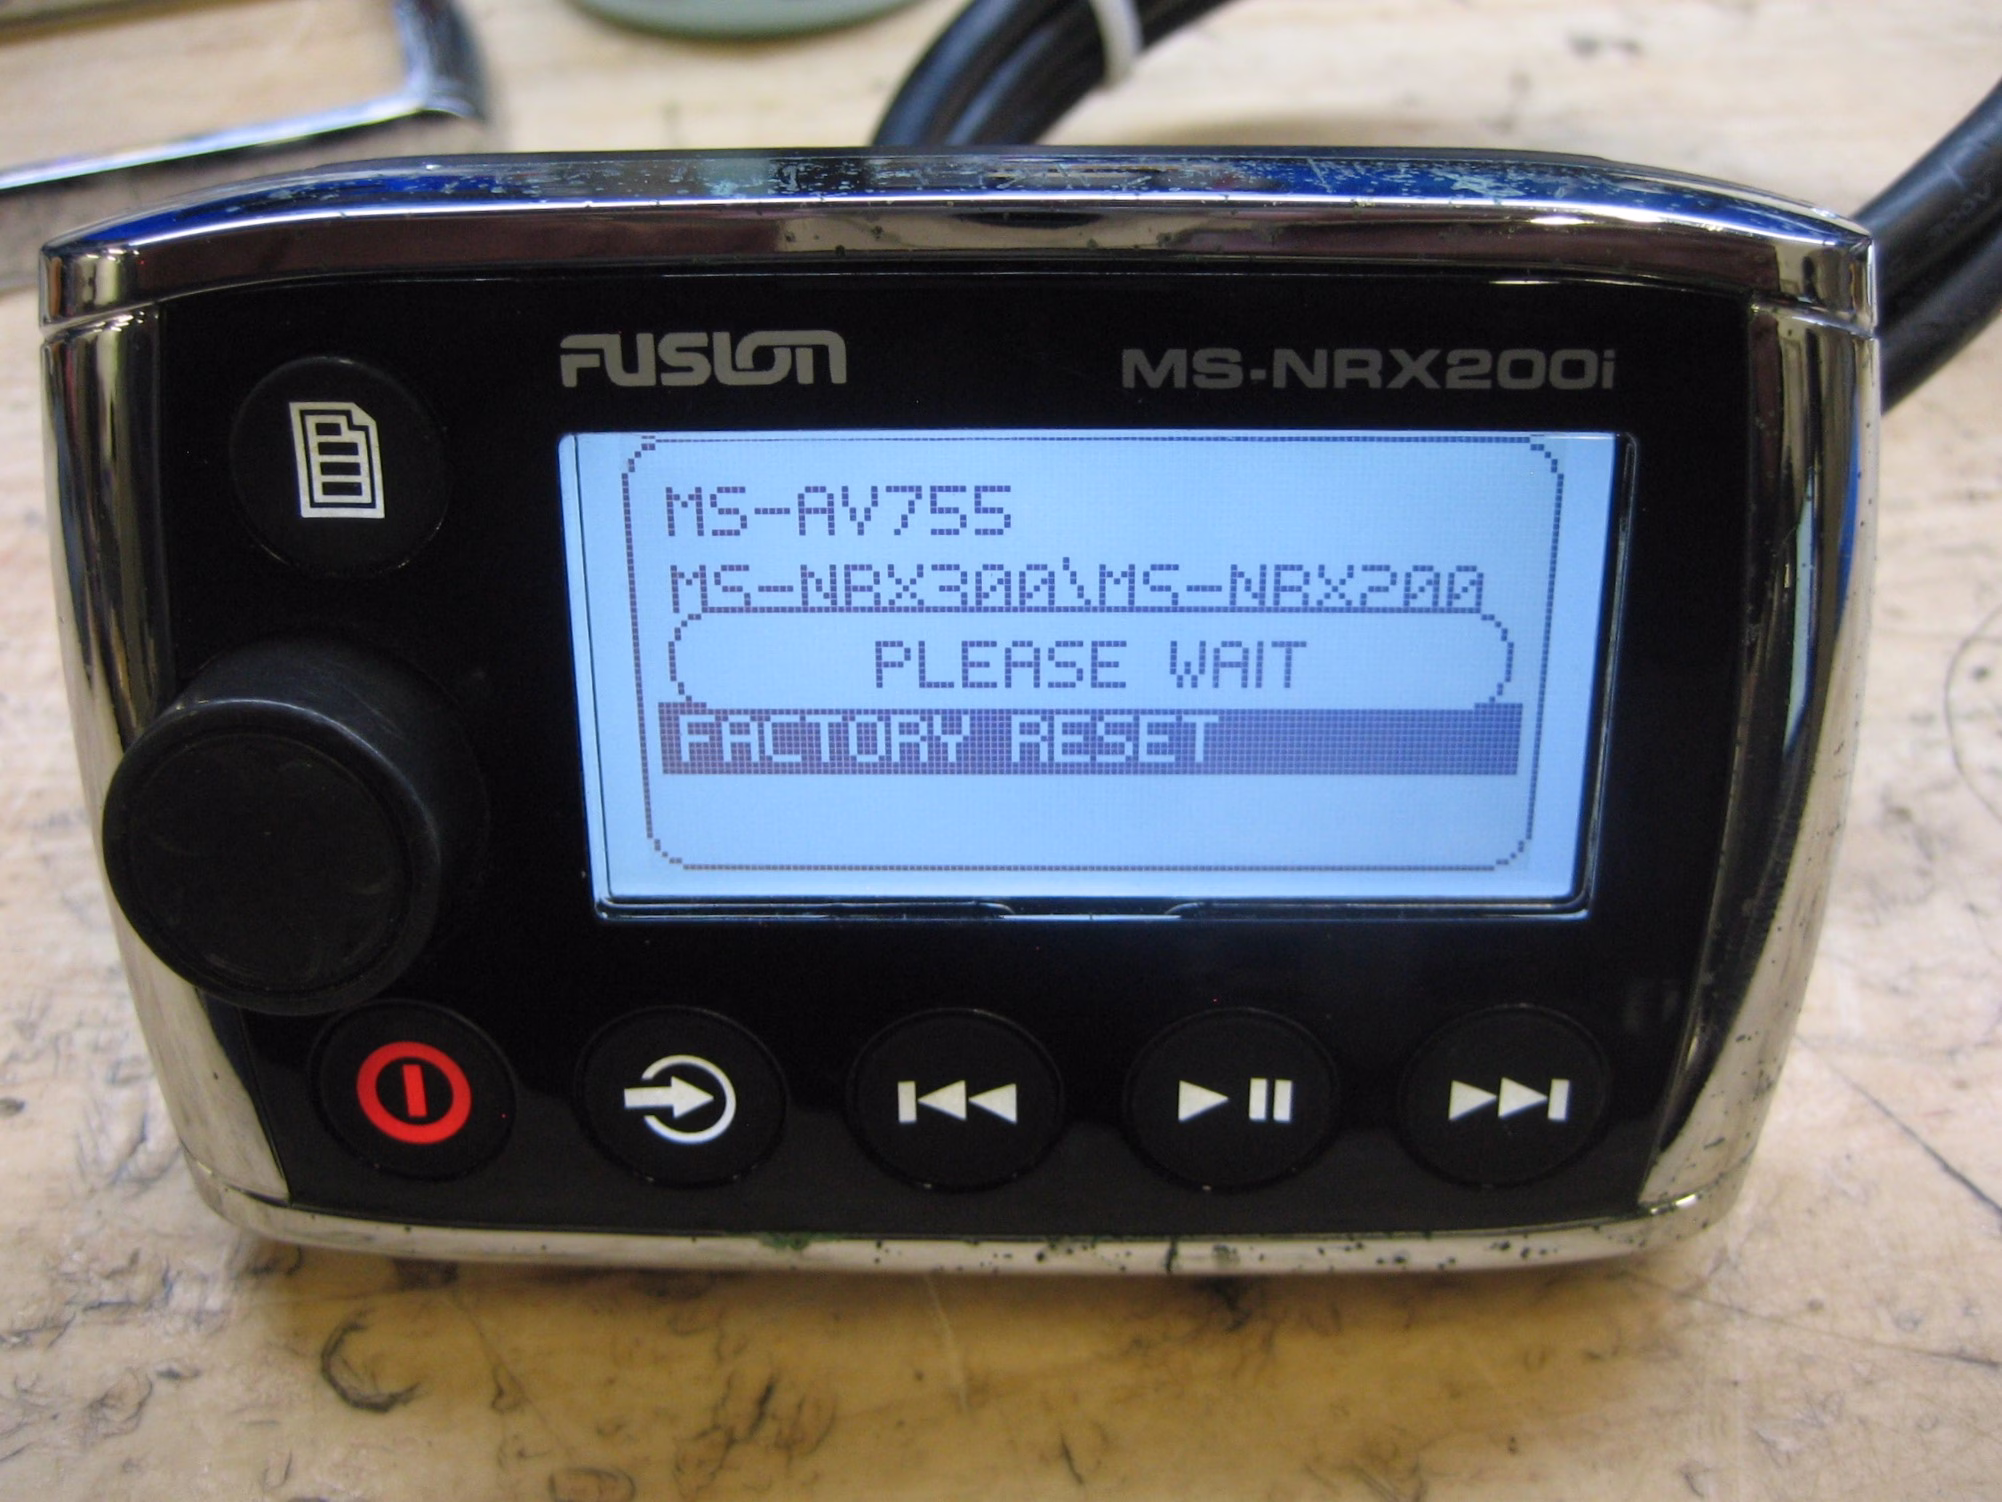 FUSION
MS-NRX200i
MS-AV755
MS-NRX300\MS-NRX200
PLEASE WAIT
FACTORY RESET